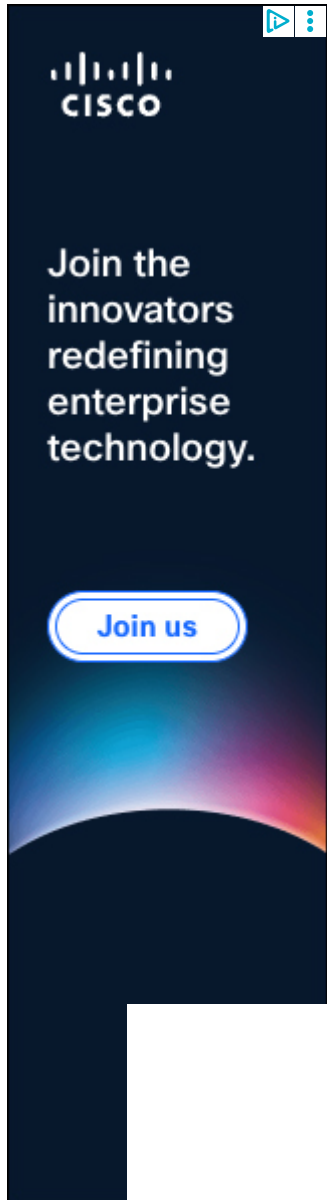 CISCO
Join the
innovators
redefining
enterprise
technology.
Join us